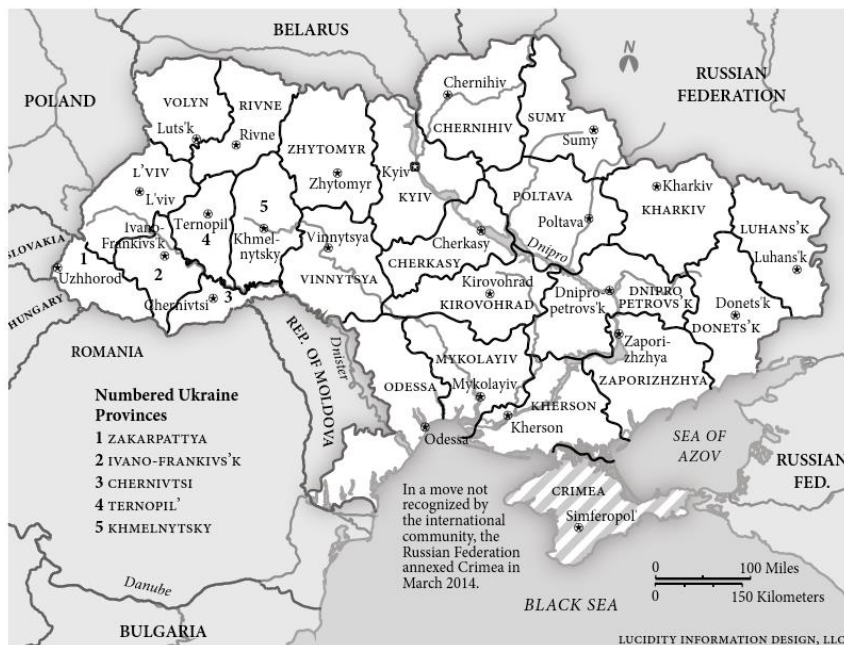 BELARUS
N
RUSSIAN
FEDERATION
POLAND
VOLYN
RIVNE
Luts'k
Rivne
ZHYTOMYR
Zhytomyr
Kyiv
KYIV
Chernihiv
CHERNIHIV
SUMY
Sumy
L'VIV
L'viv
Ternopil
4
5
Khmel-
nytsky
Ivano-
Frankivs'k
2
SLOVAKIA
1
Uzhhorod
HUNGARY
Chernivtsi
3
Vinnytsya
VINNYTSYA
Cherkasy
CHERKASY
POLTAVA
Poltava
Kharkiv
KHARKIV
LUHANS'K
Luhans'k
Dnipro
Kirovohrad
KIROVOHRAD
Dnipro-
petrovs'k
DNIPRO
PETROVS'K
Donets'k
DONETS'K
Zapori-
zhzhya
ZAPORIZHZHYA
ROMANIA
REP. OF MOLDOVA
Dnister
ODESSA
Odessa
MYKOLAYIV
Mykolayiv
KHERSON
Kherson
SEA OF
AZOV
RUSSIAN
FED.
CRIMEA
Simferopol'
Numbered Ukraine
Provinces
1 ZAKARPATTYA
2 IVANO-FRANKIVS'K
3 CHERNIVTSI
4 TERNOPIL'
5 KHMELNYTSKY
In a move not
recognized by
the international
community, the
Russian Federation
annexed Crimea in
March 2014.
0 100 Miles
0 150 Kilometers
Danube
BLACK SEA
BULGARIA
LUCIDITY INFORMATION DESIGN, LLC